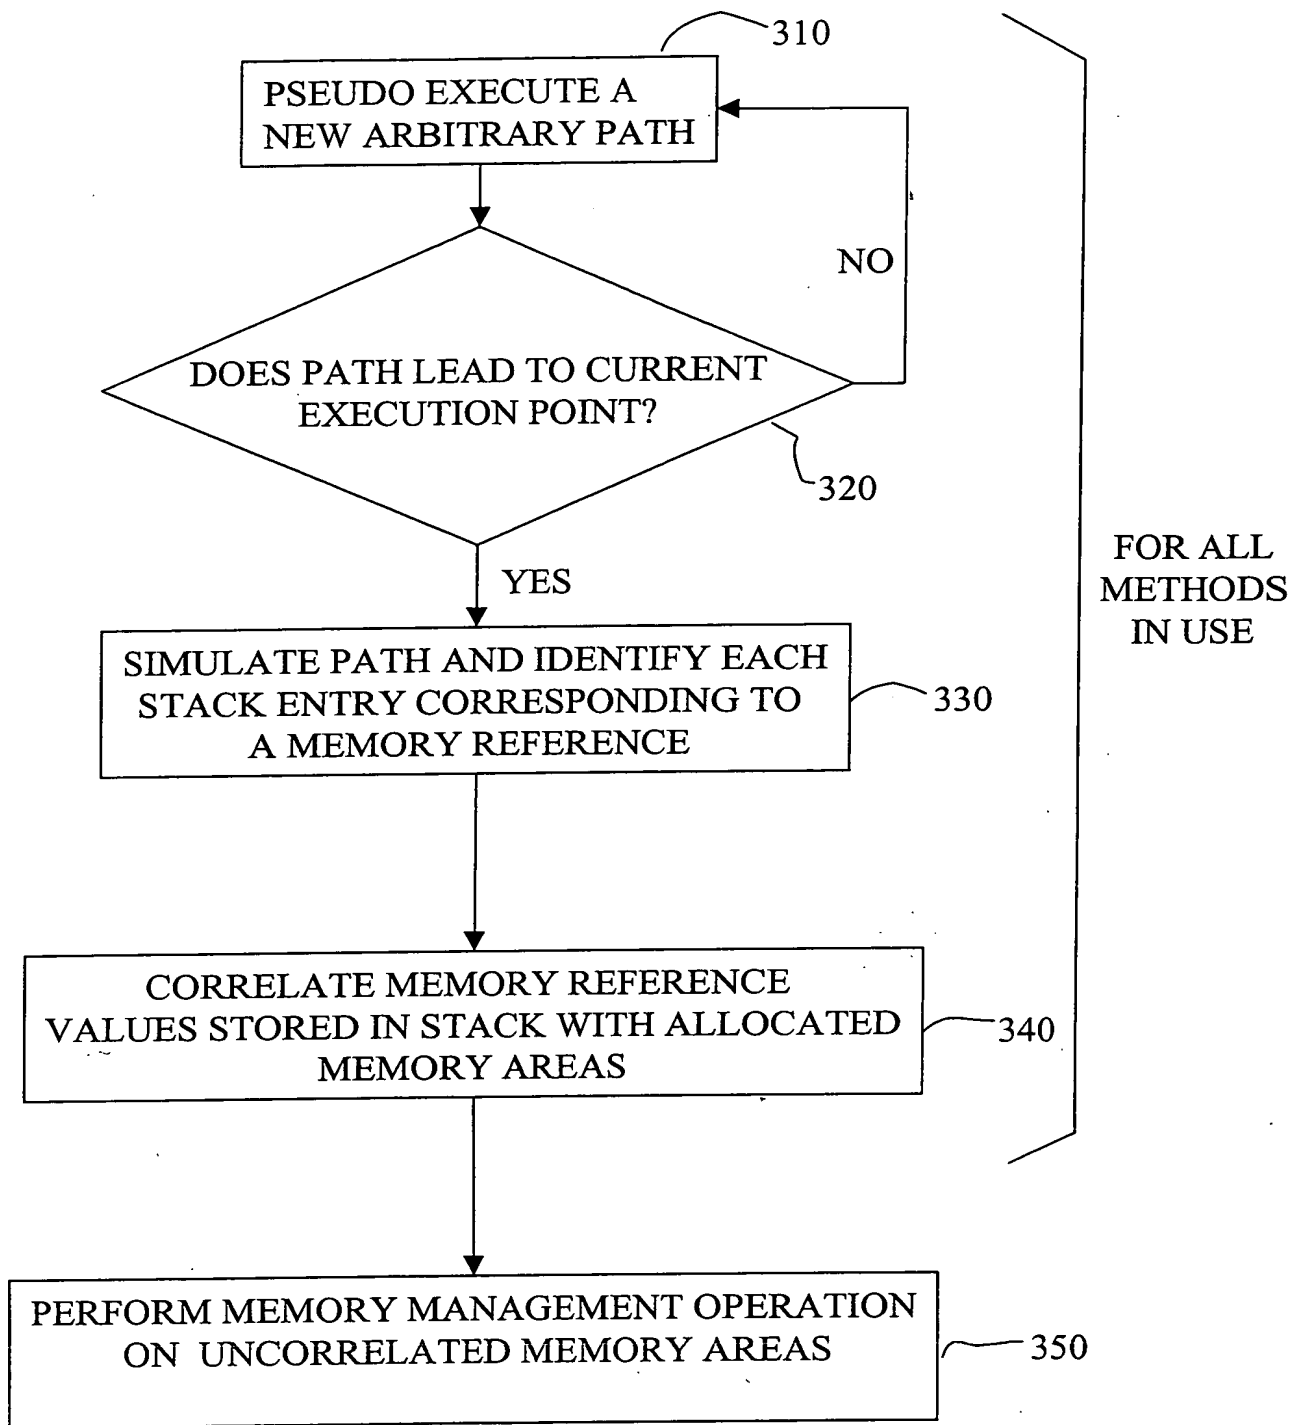 310
PSEUDO EXECUTE A
NEW ARBITRARY PATH
NO
DOES PATH LEAD TO CURRENT
EXECUTION POINT?
320
YES
FOR ALL
METHODS
IN USE
SIMULATE PATH AND IDENTIFY EACH
STACK ENTRY CORRESPONDING TO
A MEMORY REFERENCE
330
CORRELATE MEMORY REFERENCE
VALUES STORED IN STACK WITH ALLOCATED
MEMORY AREAS
340
PERFORM MEMORY MANAGEMENT OPERATION
ON UNCORRELATED MEMORY AREAS
350